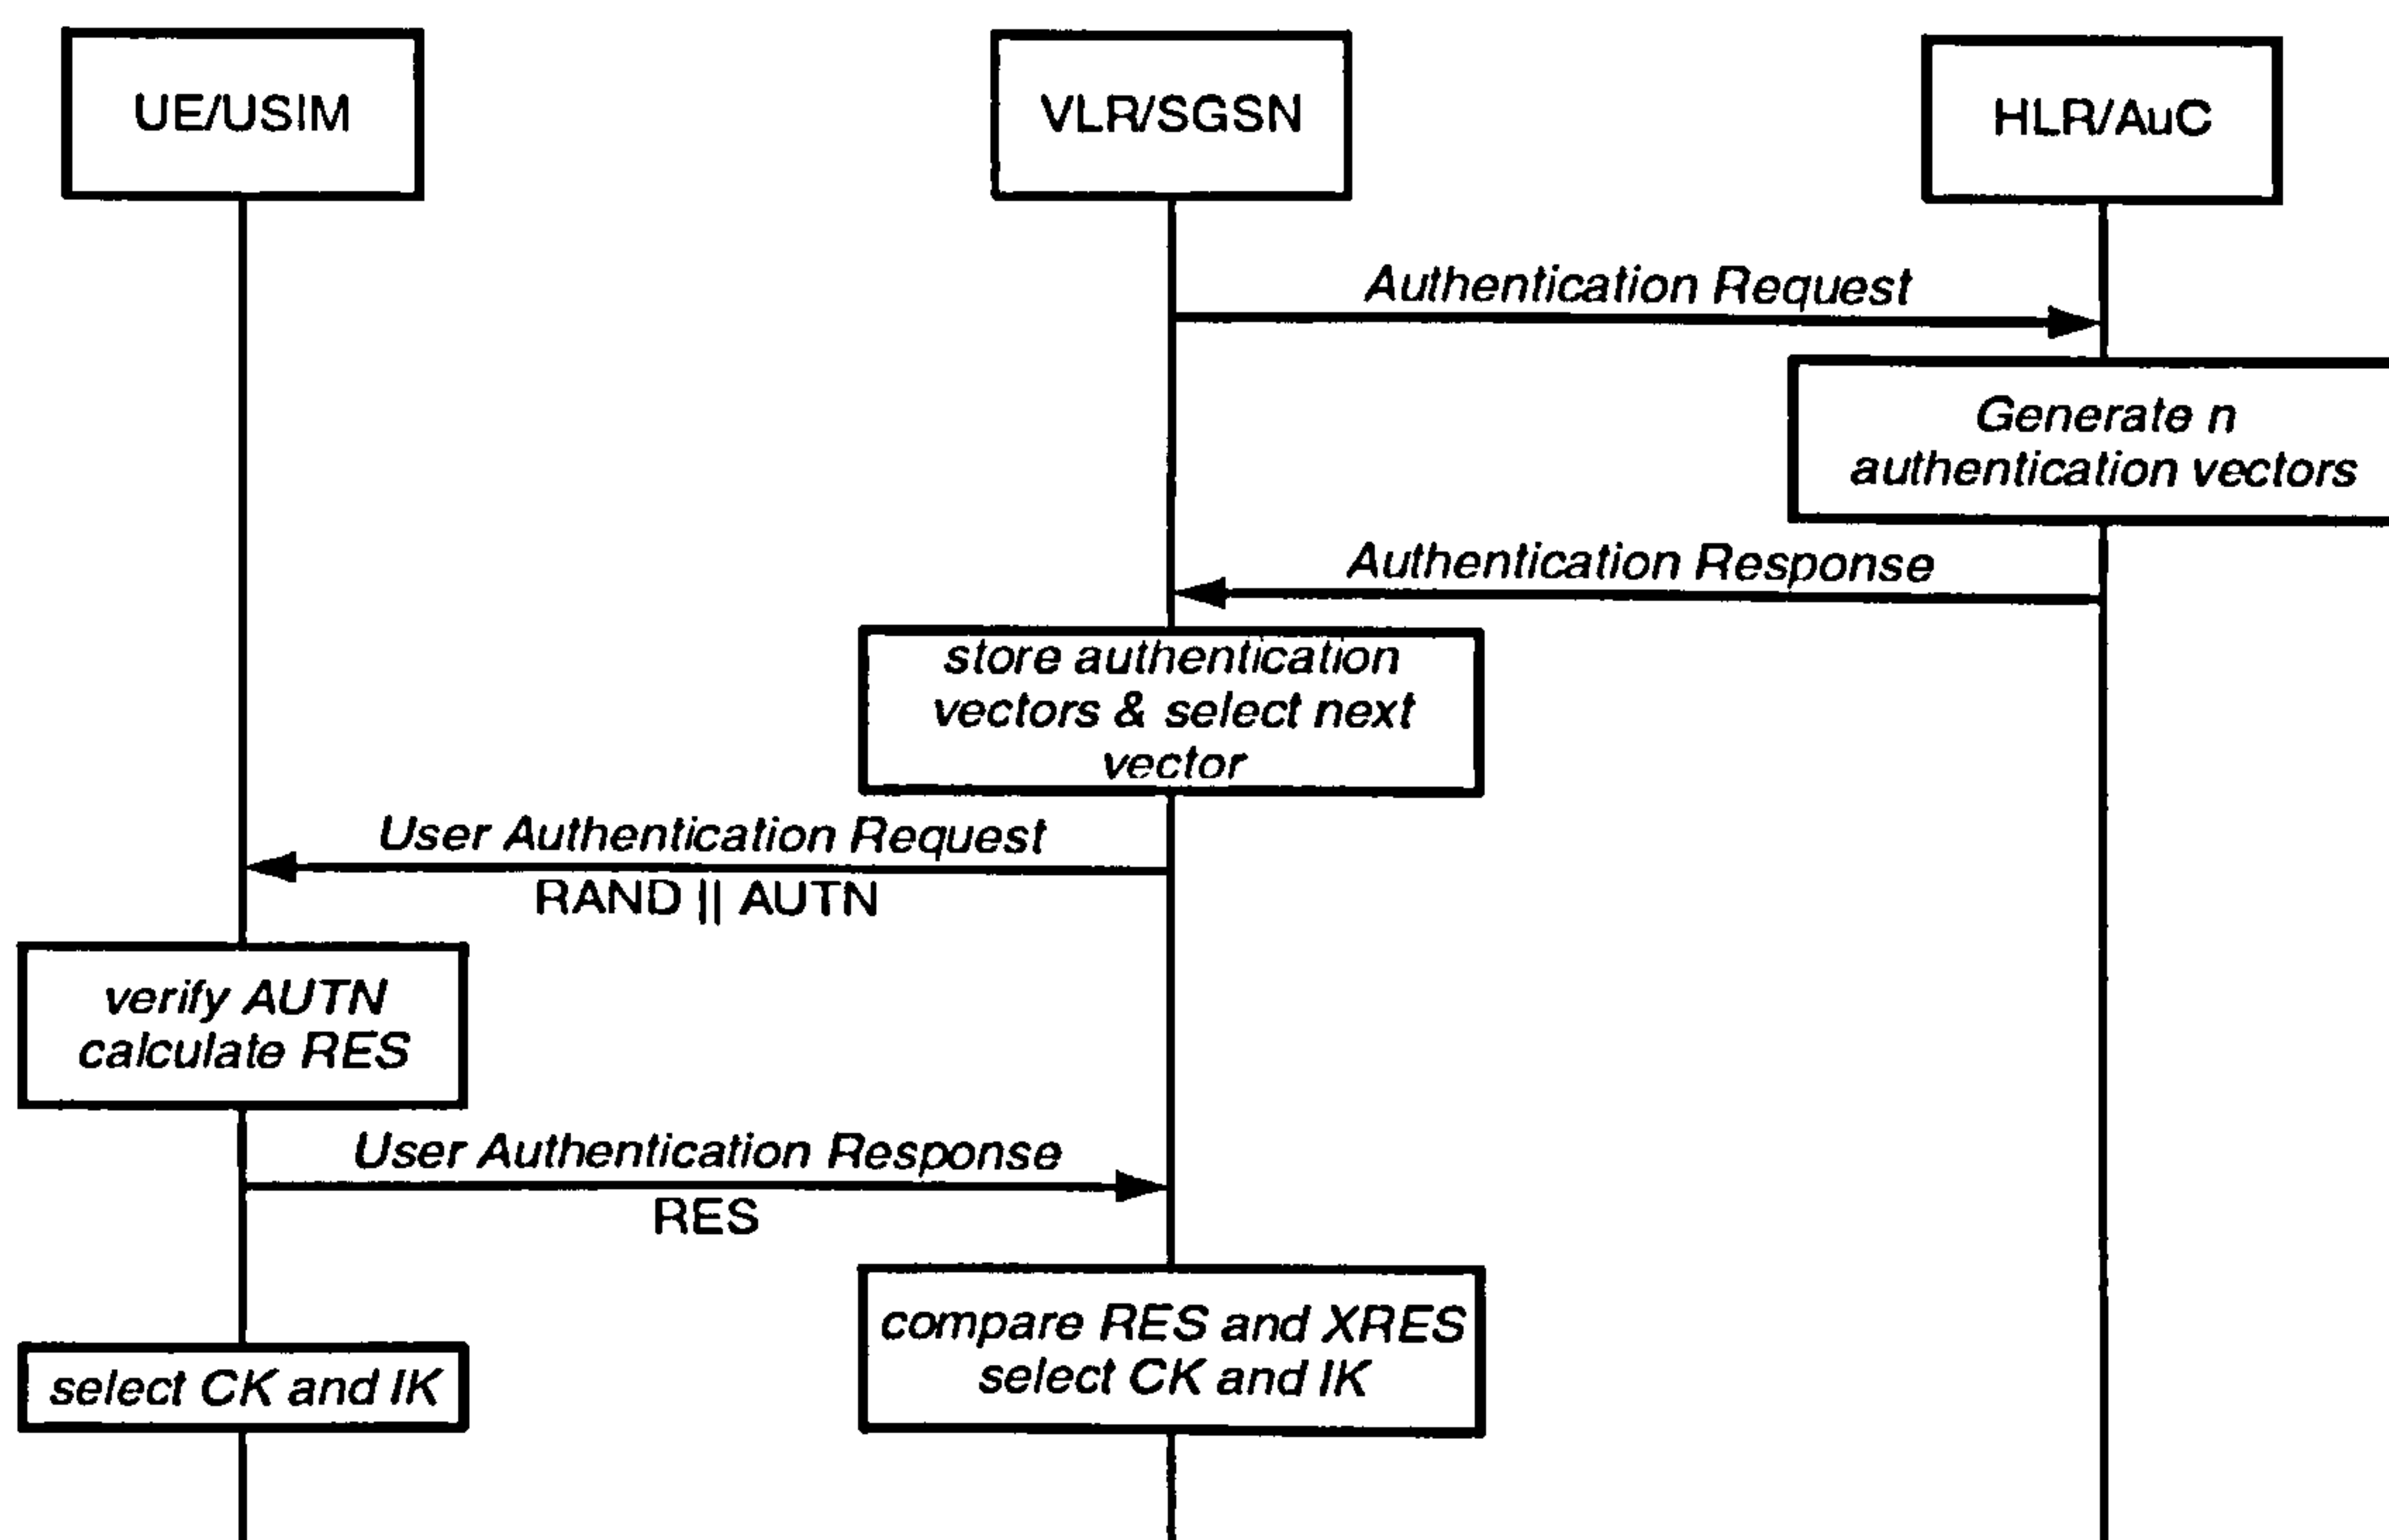 UE/USIM
VLR/SGSN
HLR/AuC
Authentication Request
Generate n
authentication vectors
Authentication Response
store authentication
vectors & select next
vector
User Authentication Request
RAND || AUTN
verify AUTN
calculate RES
User Authentication Response
RES
compare RES and XRES
select CK and IK
select CK and IK